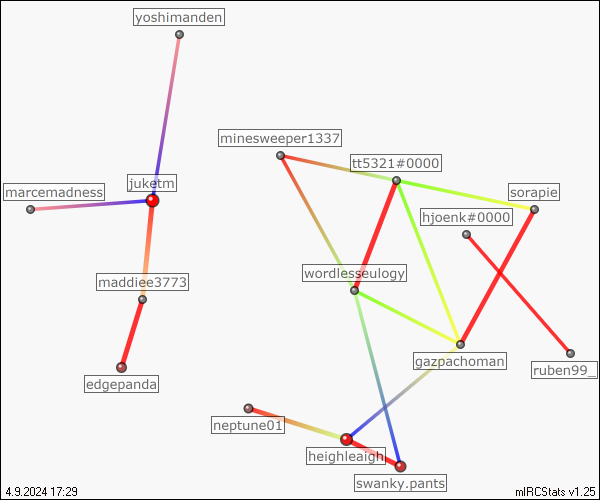 yoshimanden
minesweeper1337
tt5321#0000
juketm
marcemadness
sorapie
hjoenk#0000
wordlesseulogy
maddiee3773
gazpachoman
ruben99_
edgepanda
neptune01
heighleaigh
swanky.pants
4.9.2024 17:29
mIRCStats v1.25